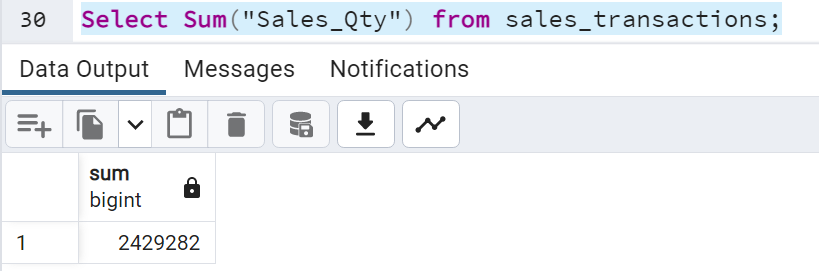 30 Select Sum("Sales_Qty") from sales_transactions;
Data Output Messages Notifications
sum
bigint
1 2429282